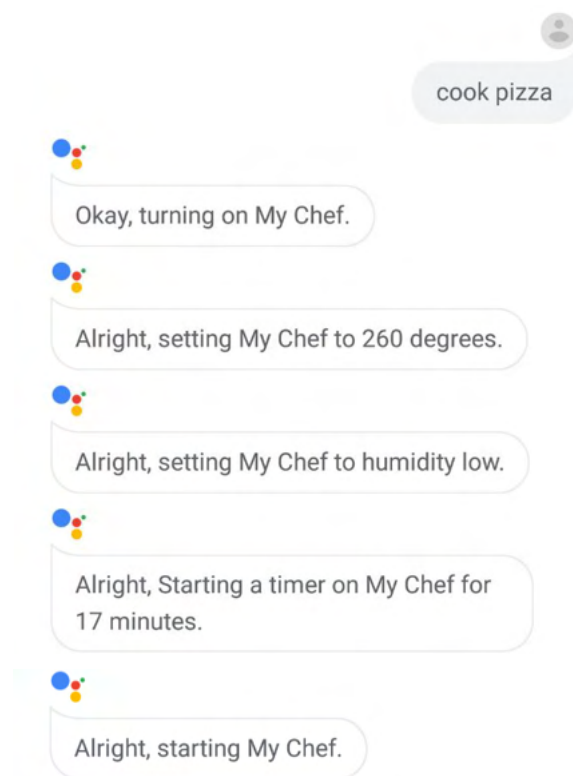 cook pizza
Okay, turning on My Chef.
Alright, setting My Chef to 260 degrees.
Alright, setting My Chef to humidity low.
Alright, Starting a timer on My Chef for
17 minutes.
Alright, starting My Chef.